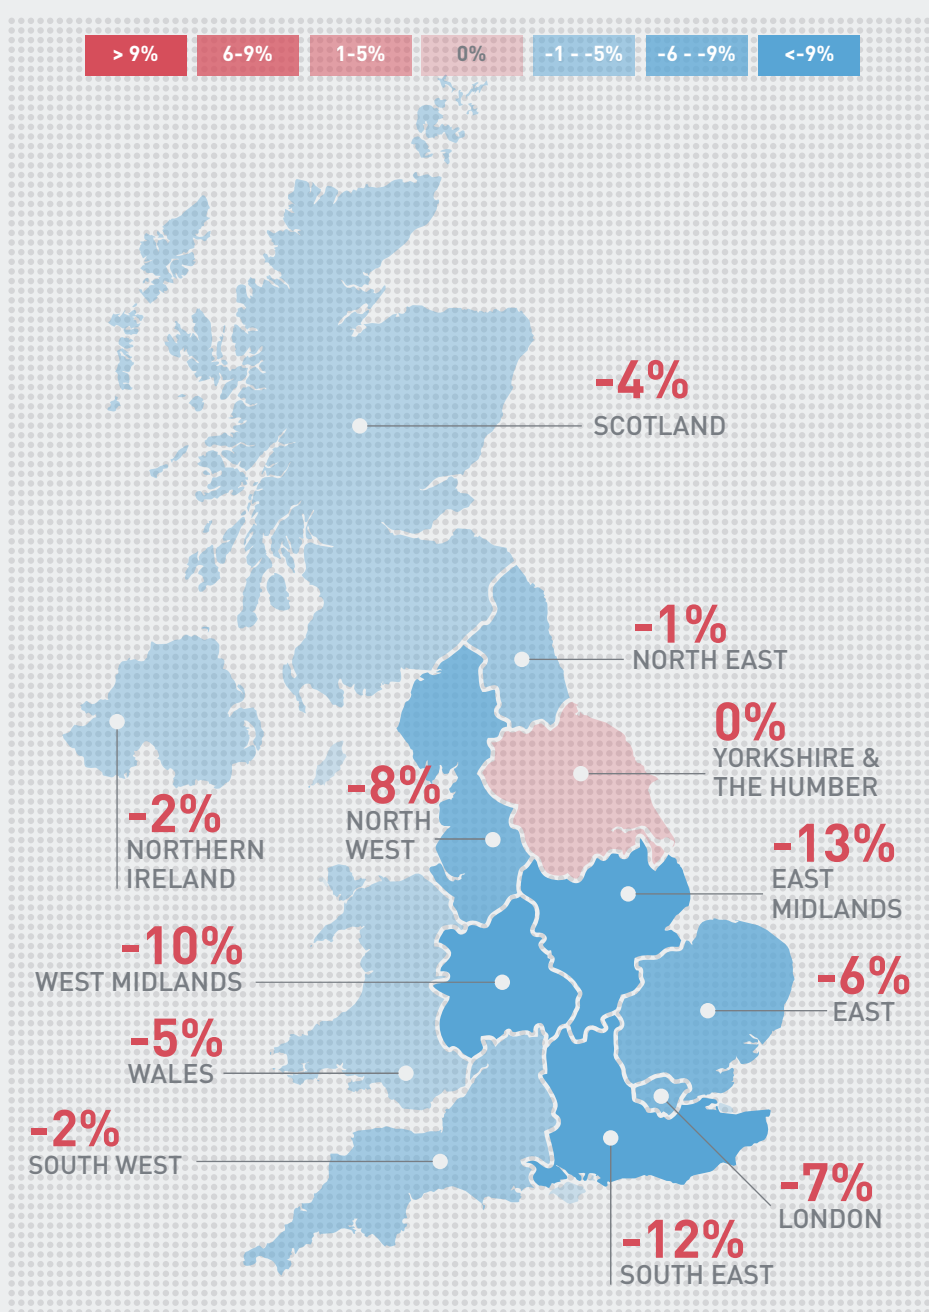 > 9%
6-9%
1-5%
0%
-1 - -5%
-6 - -9%
<-9%
-4%
SCOTLAND
-1%
NORTH EAST
0%
YORKSHIRE &
THE HUMBER
-8%
NORTH
WEST
-2%
NORTHERN
IRELAND
-13%
EAST
MIDLANDS
-10%
WEST MIDLANDS
-6%
EAST
-5%
WALES
-2%
SOUTH WEST
-7%
LONDON
-12%
SOUTH EAST